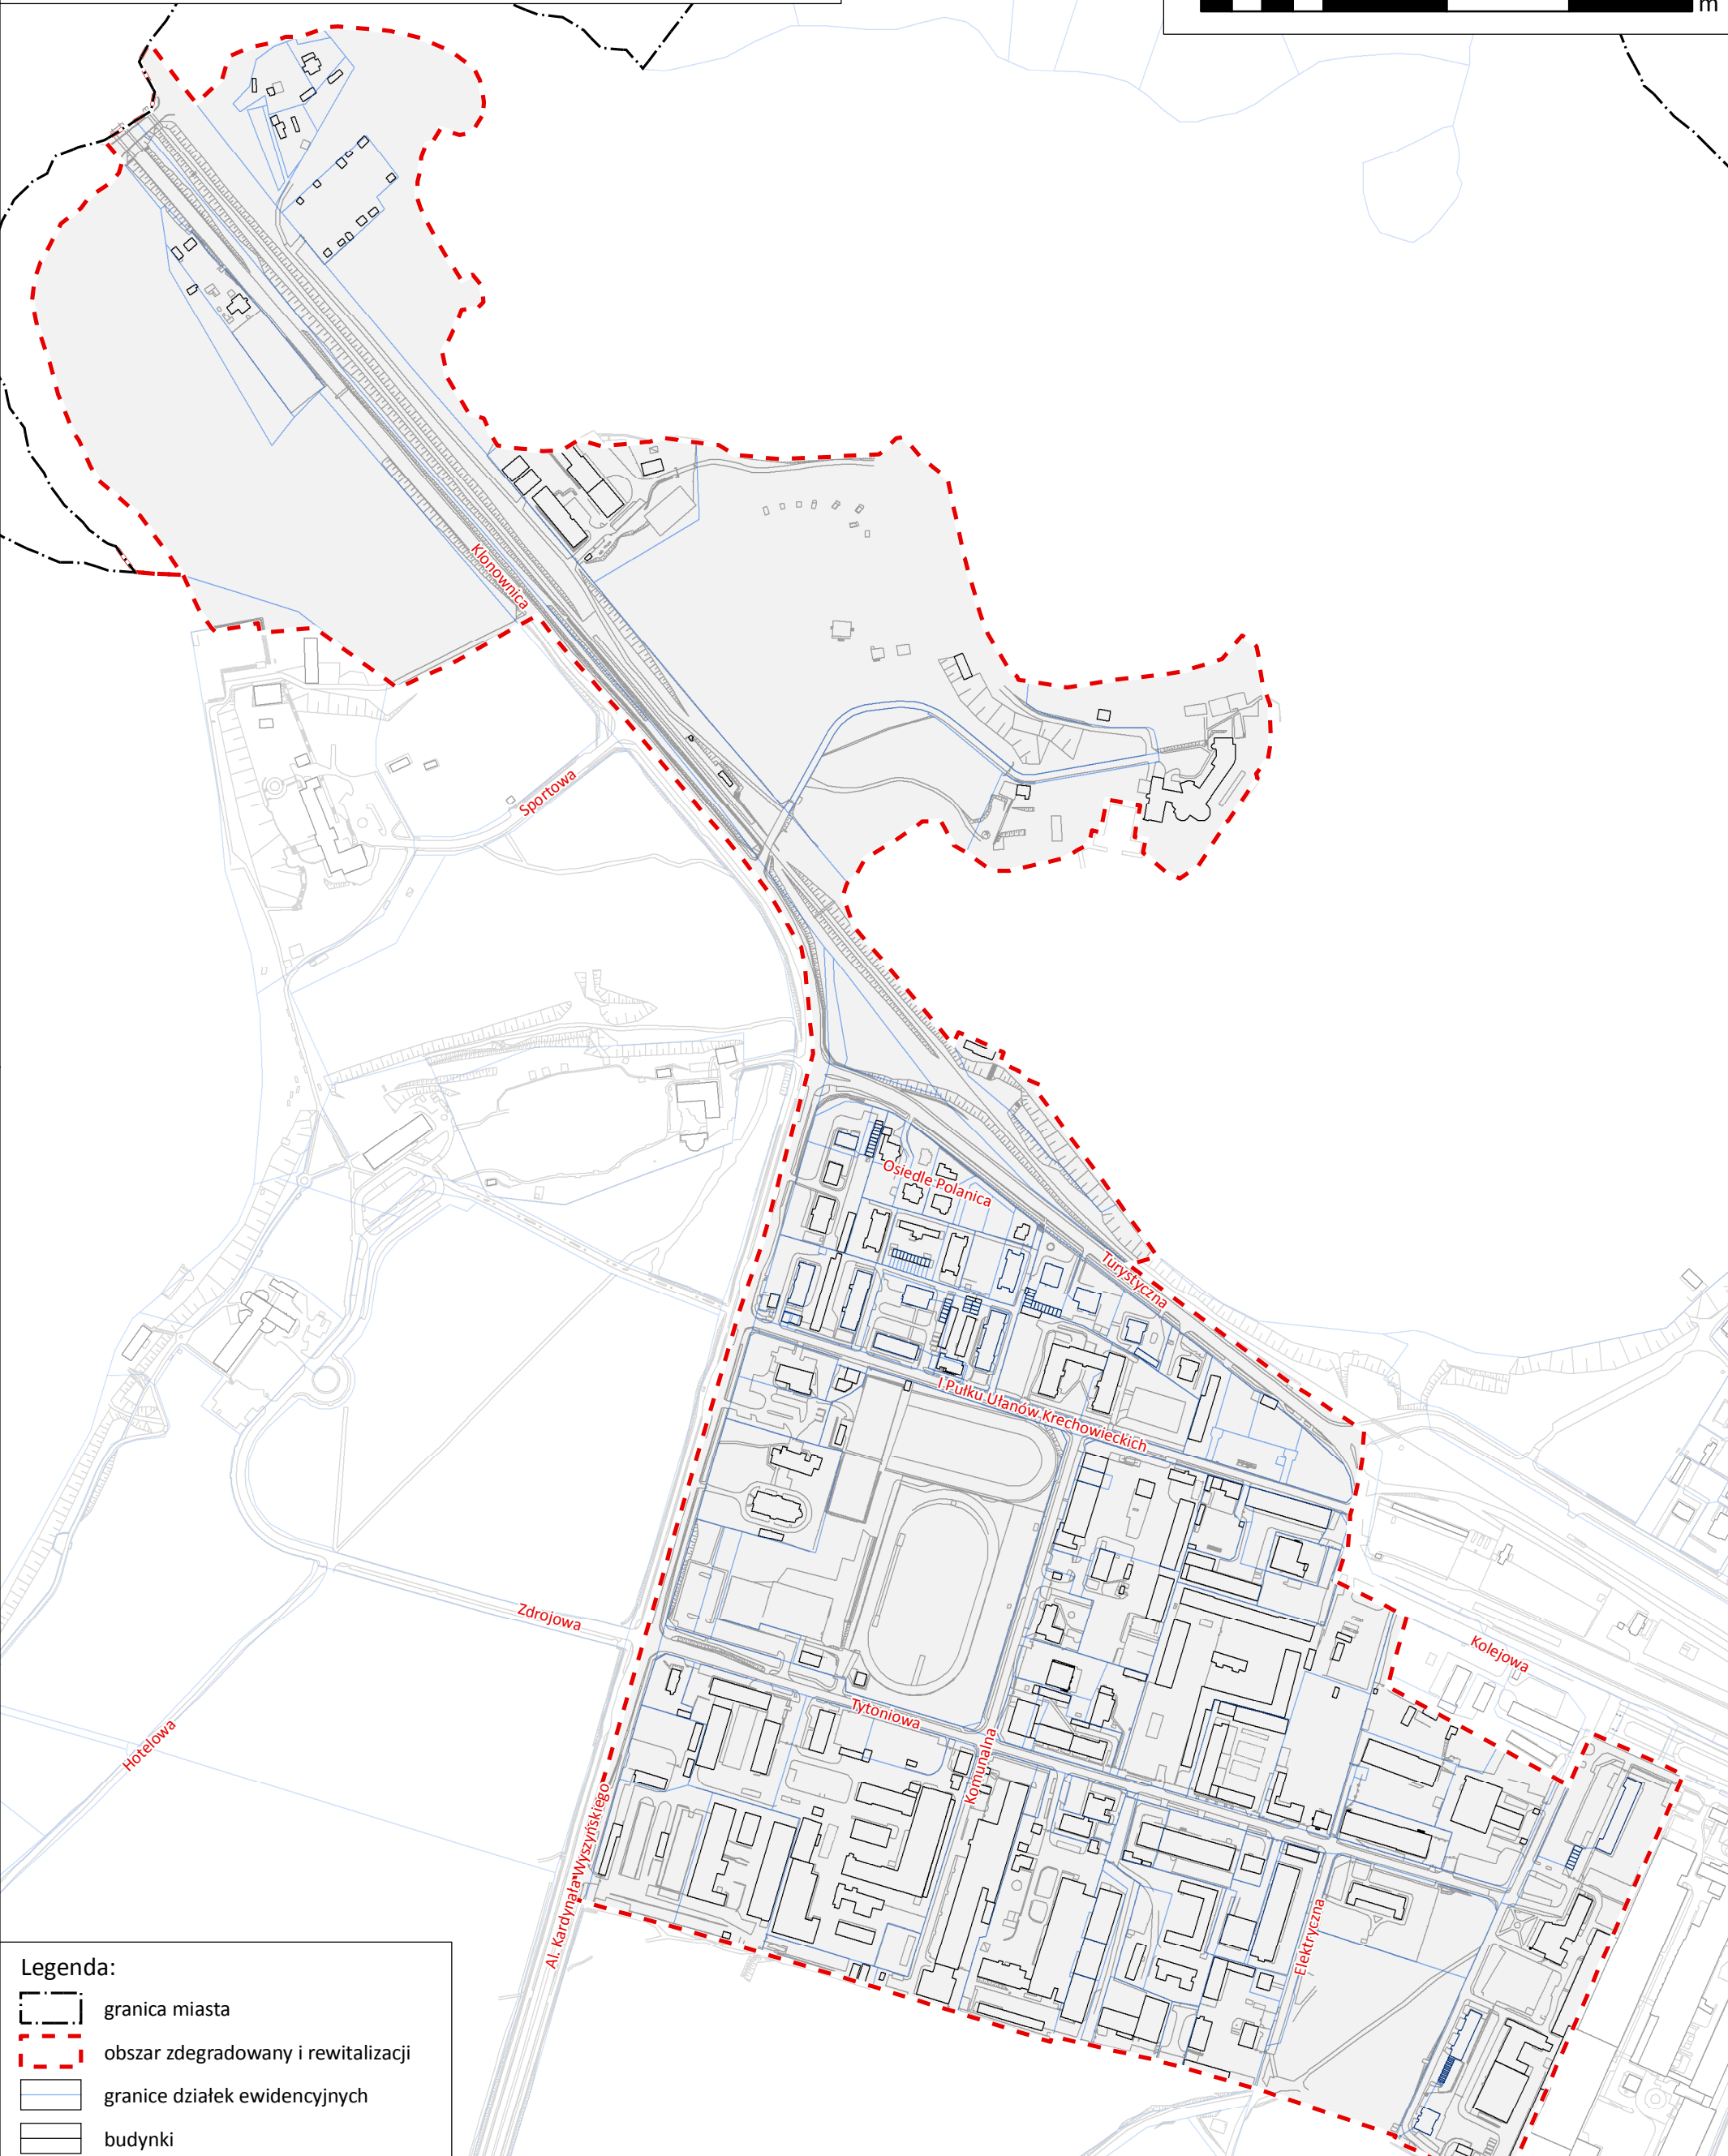 m
Klonownica
Sportowa
Osiedle Polanica
Turystyczna
I Pułku Ułanów Krechowieckich
Zdrojowa
Kolejowa
Tytoniowa
Hotelowa
Komunalna
Al. Kardynała Wyszyńskiego
Elektryczna
Legenda:
granica miasta
obszar zdegradowany i rewitalizacji
granice działek ewidencyjnych
budynki